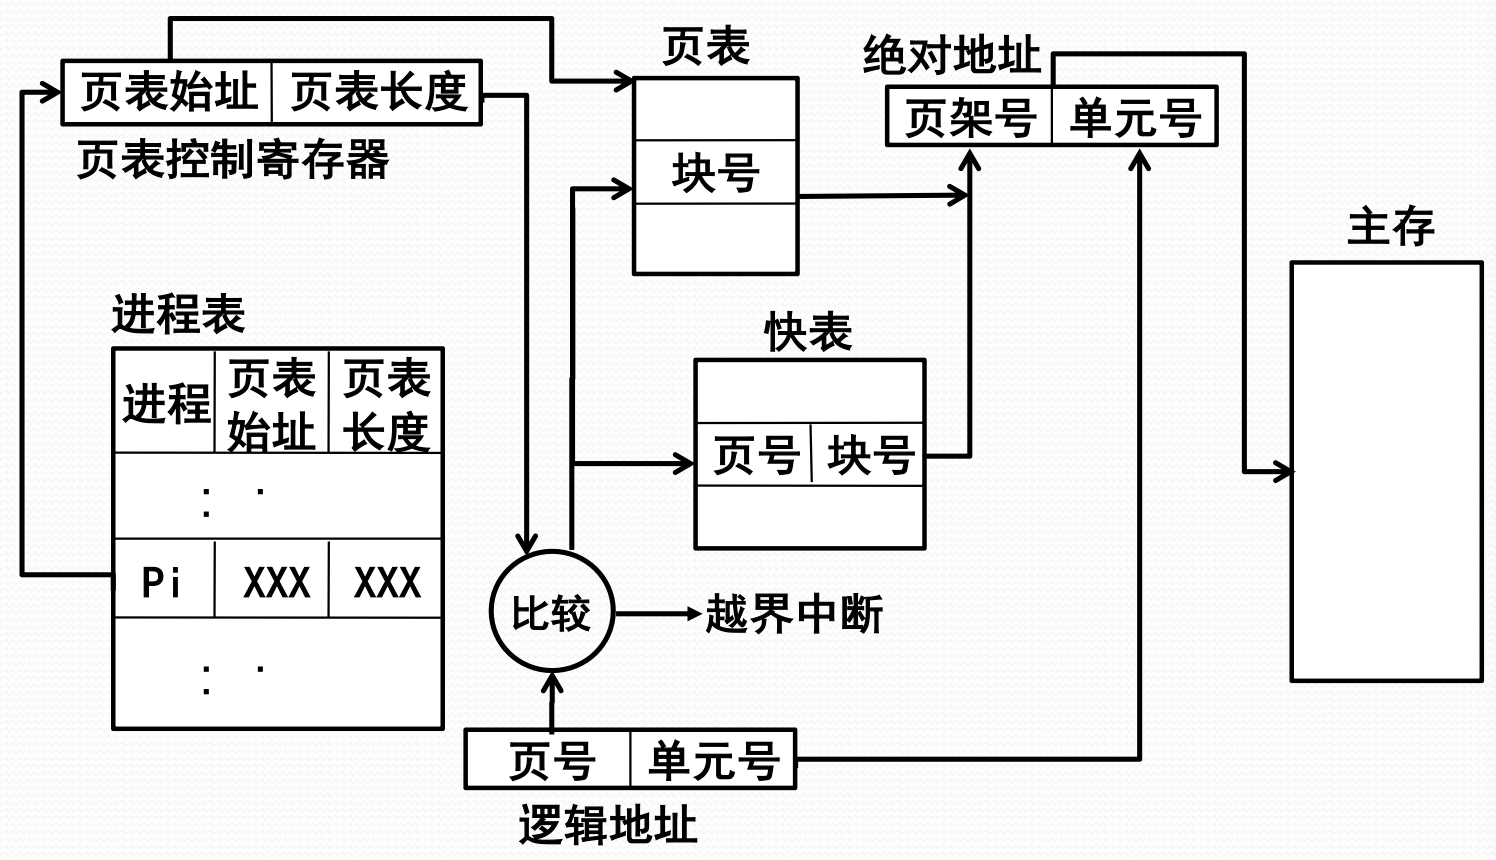 页表
绝对地址
页表始址 页表长度
页架号 单元号
页表控制寄存器
块号
主存
进程表
快表
进程 页表始址 页表长度
页号 块号
: ·
·
Pi XXX XXX
比较
越界中断
: ·
·
页号 单元号
逻辑地址